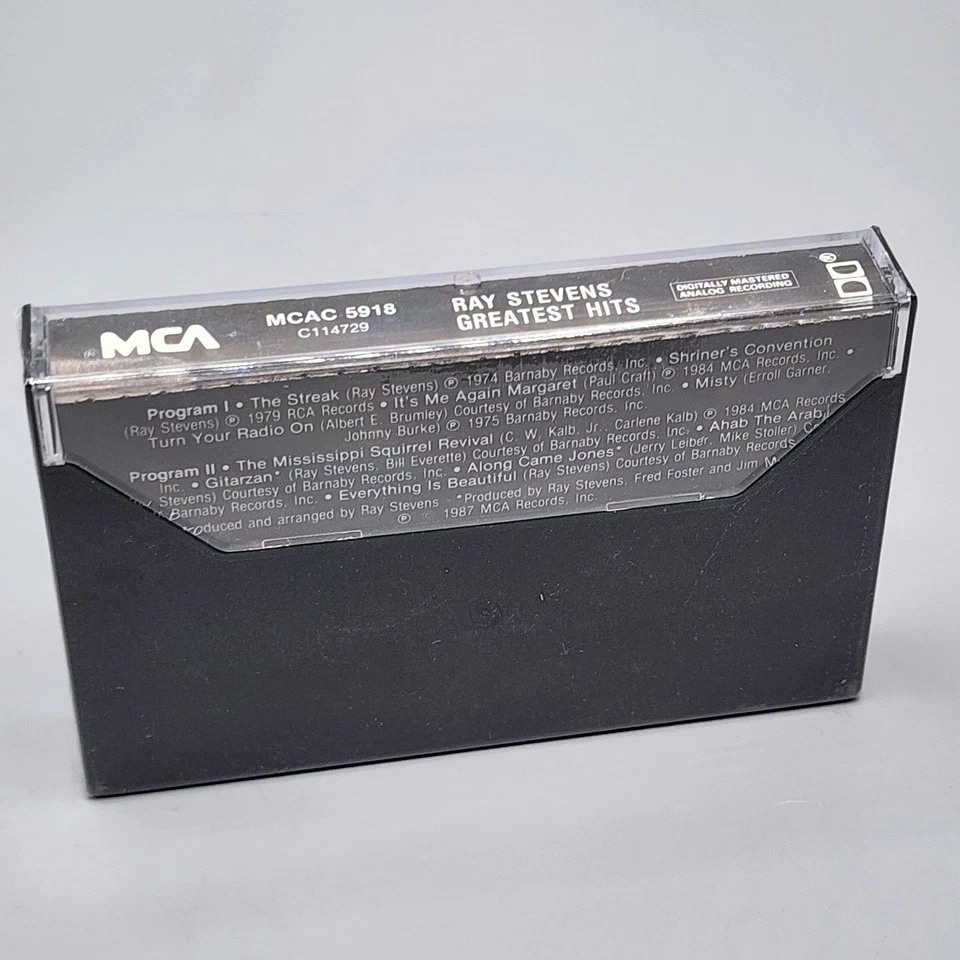 ® MCA
MCAC 5918
C114729
RAY STEVENS
GREATEST HITS
DIGITALLY MASTERED
ANALOG RECORDING
®
Program I • The Streak (Ray Stevens) ℗ 1974 Barnaby Records, Inc. • Shriner's Convention
(Ray Stevens) ℗ 1979 RCA Records • It's Me Again Margaret (Paul Craft) ℗ 1984 MCA Records, Inc. •
Turn Your Radio On (Albert E. Brumley) Courtesy of Barnaby Records, Inc. • Misty (Erroll Garner,
Johnny Burke) ℗ 1975 Barnaby Records, Inc.
Program II • The Mississippi Squirrel Revival (C. W. Kalb, Jr., Carlene Kalb) ℗ 1984 MCA Records
Inc. • Gitarzan* (Ray Stevens, Bill Everette) Courtesy of Barnaby Records, Inc. • Ahab The Arab
Stevens) Courtesy of Barnaby Records, Inc. • Along Came Jones* (Jerry Leiber, Mike Stoller)
Barnaby Records, Inc. • Everything Is Beautiful (Ray Stevens) Courtesy of Barnaby Records
Produced and arranged by Ray Stevens *Produced by Ray Stevens, Fred Foster and Jim
℗ © 1987 MCA Records, Inc.